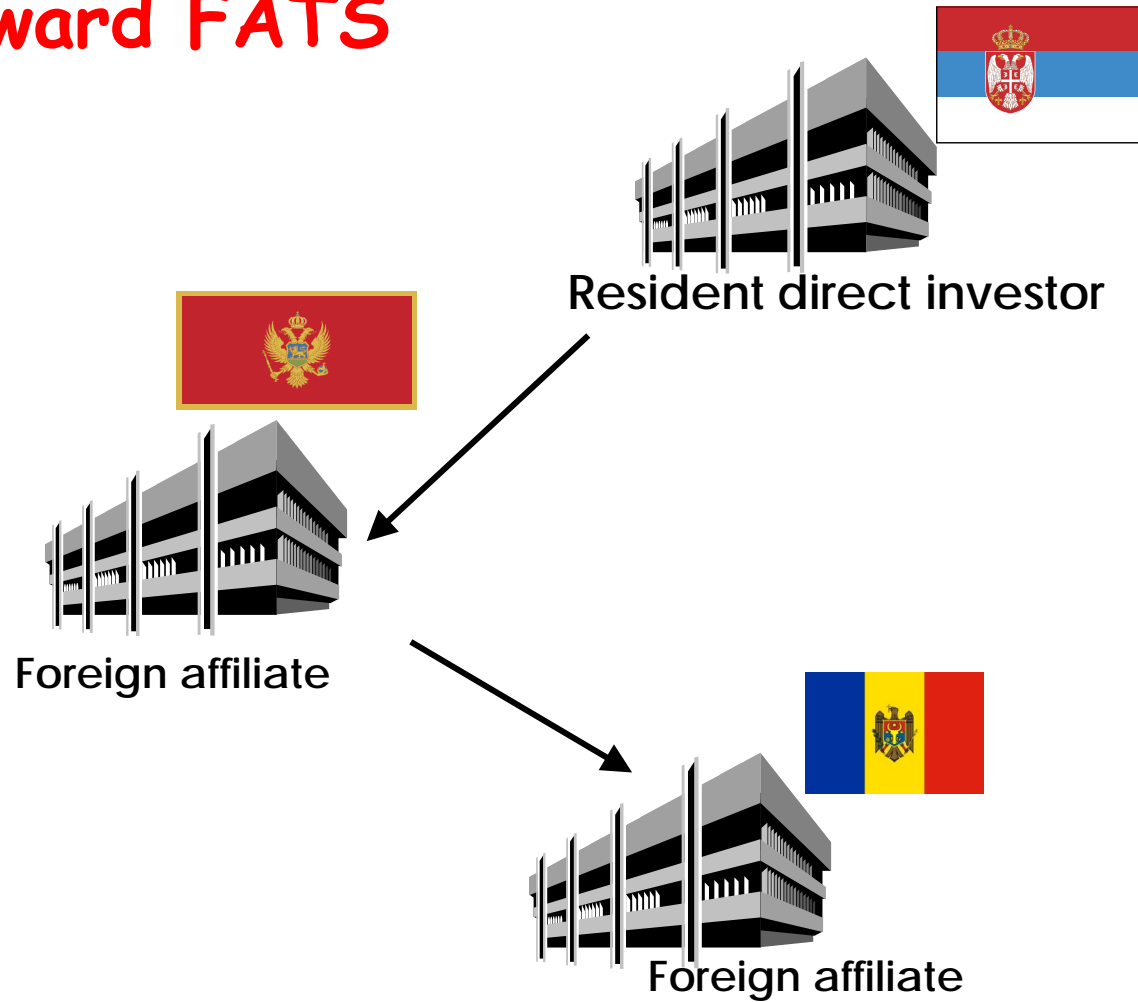 ward FATS
Resident direct investor
Foreign affiliate
Foreign affiliate